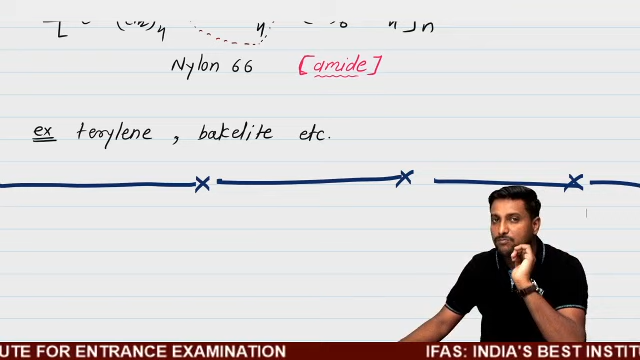 Nylon 66 [amide]
ex terylene , bakelite etc.
UTE FOR ENTRANCE EXAMINATION IFAS: INDIA'S BEST INSTIT